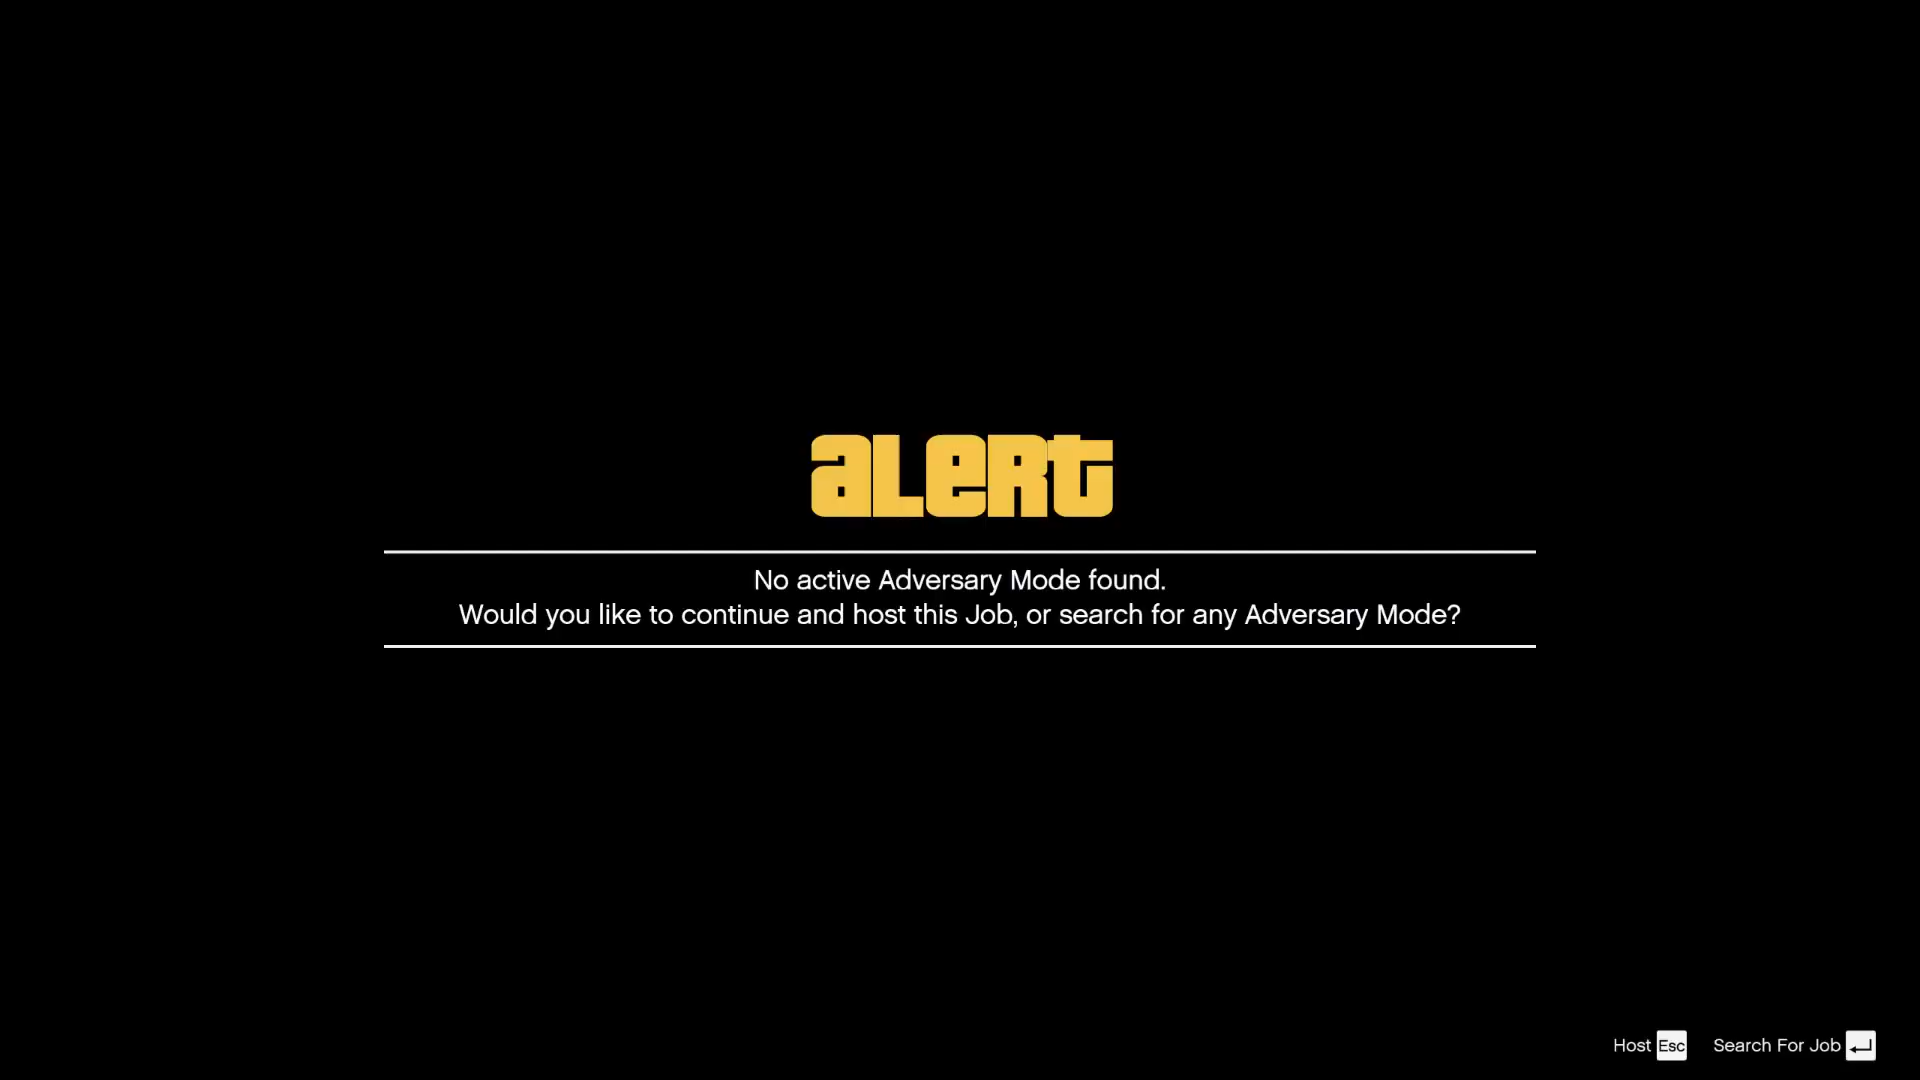 aLeRt
No active Adversary Mode found.
Would you like to continue and host this Job, or search for any Adversary Mode?
Host Esc Search For Job